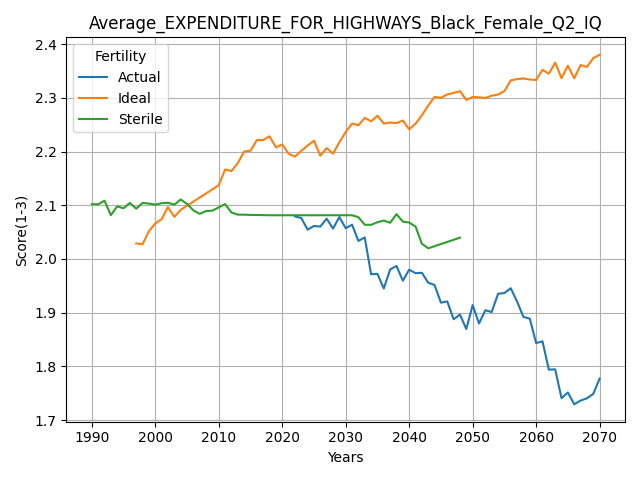 Average_EXPENDITURE_FOR_HIGHWAYS_Black_Female_Q2_IQ
Fertility
Actual
Ideal
Sterile
Score(1-3)
2.4
2.3
2.2
2.1
2.0
1.9
1.8
1.7
1990 2000 2010 2020 2030 2040 2050 2060 2070
Years